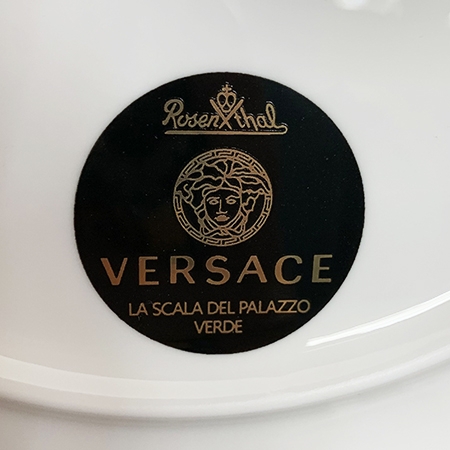 Rosenthal
VERSACE
LA SCALA DEL PALAZZO
VERDE